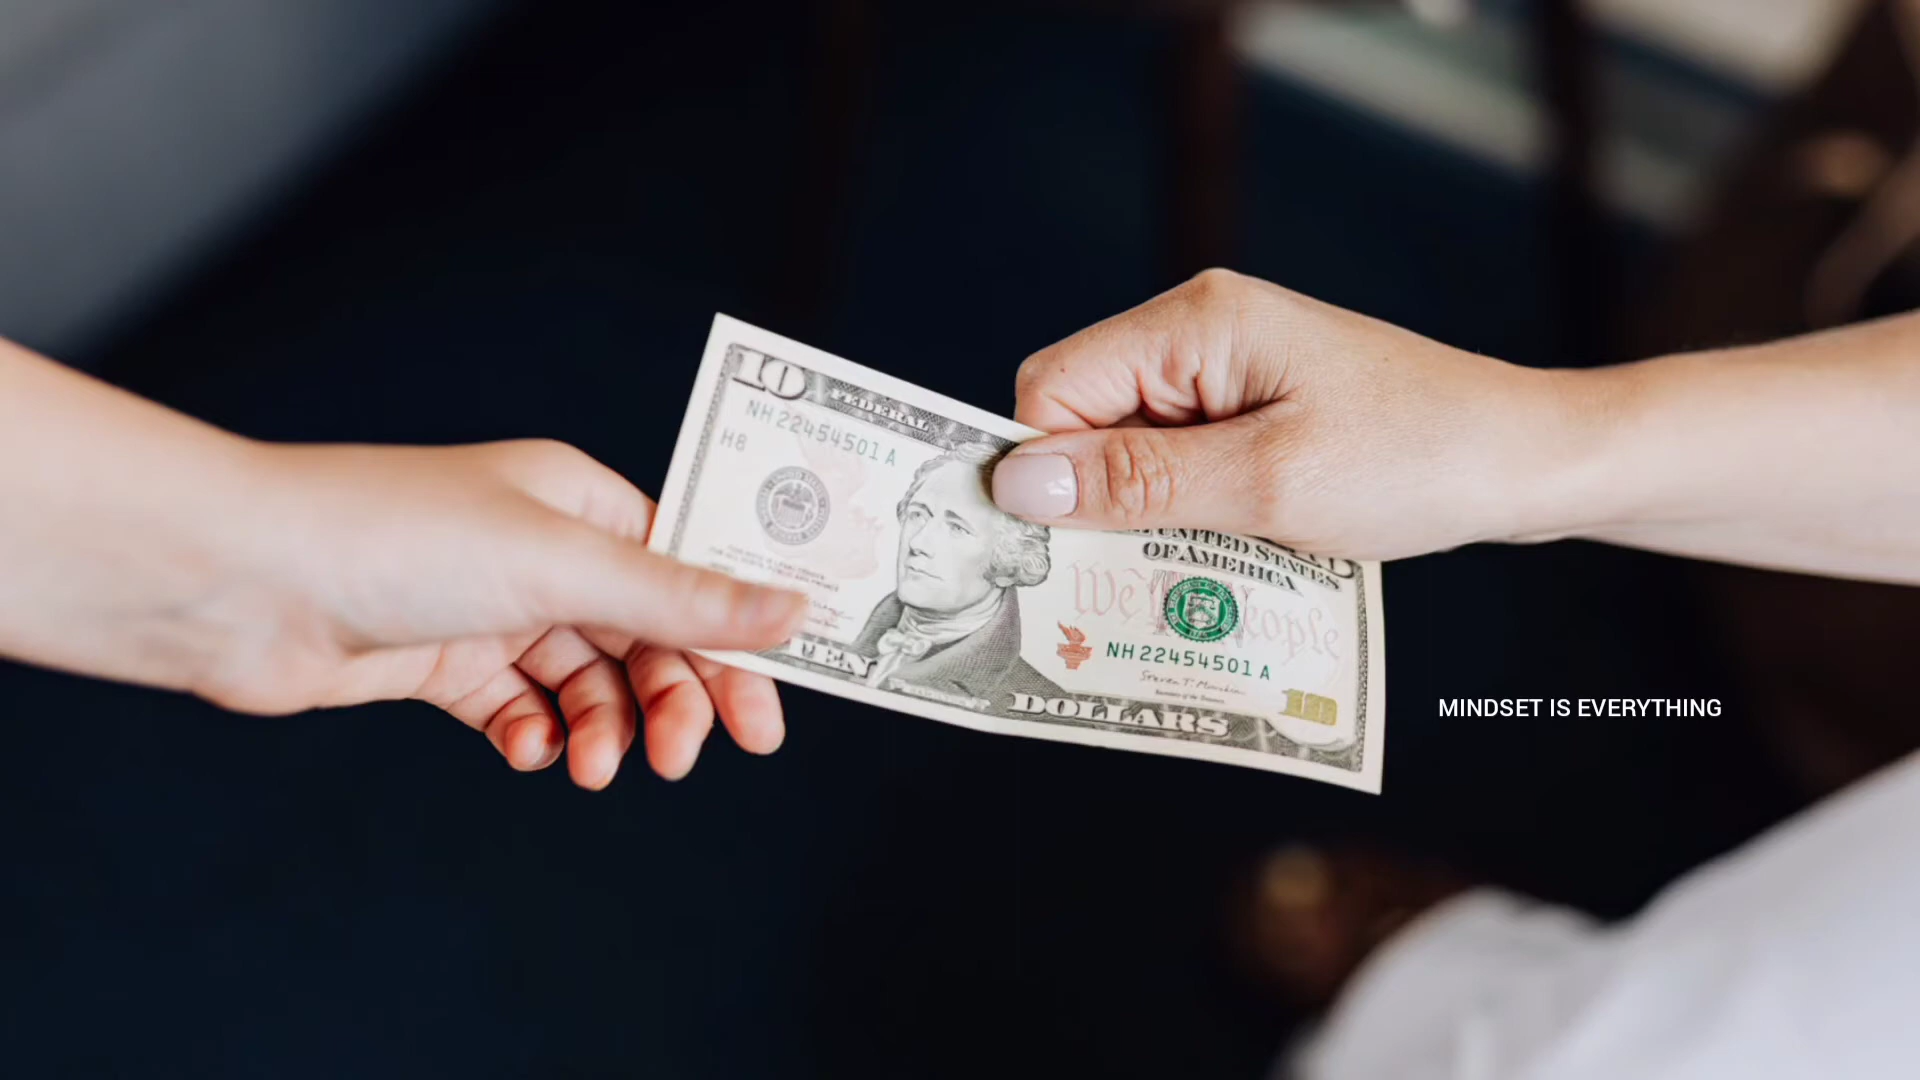 10
FEDERAL
NH 22454501 A
H8
UNITED STATES
OF AMERICA
We People
NH 22454501 A
TEN
DOLLARS
10
MINDSET IS EVERYTHING